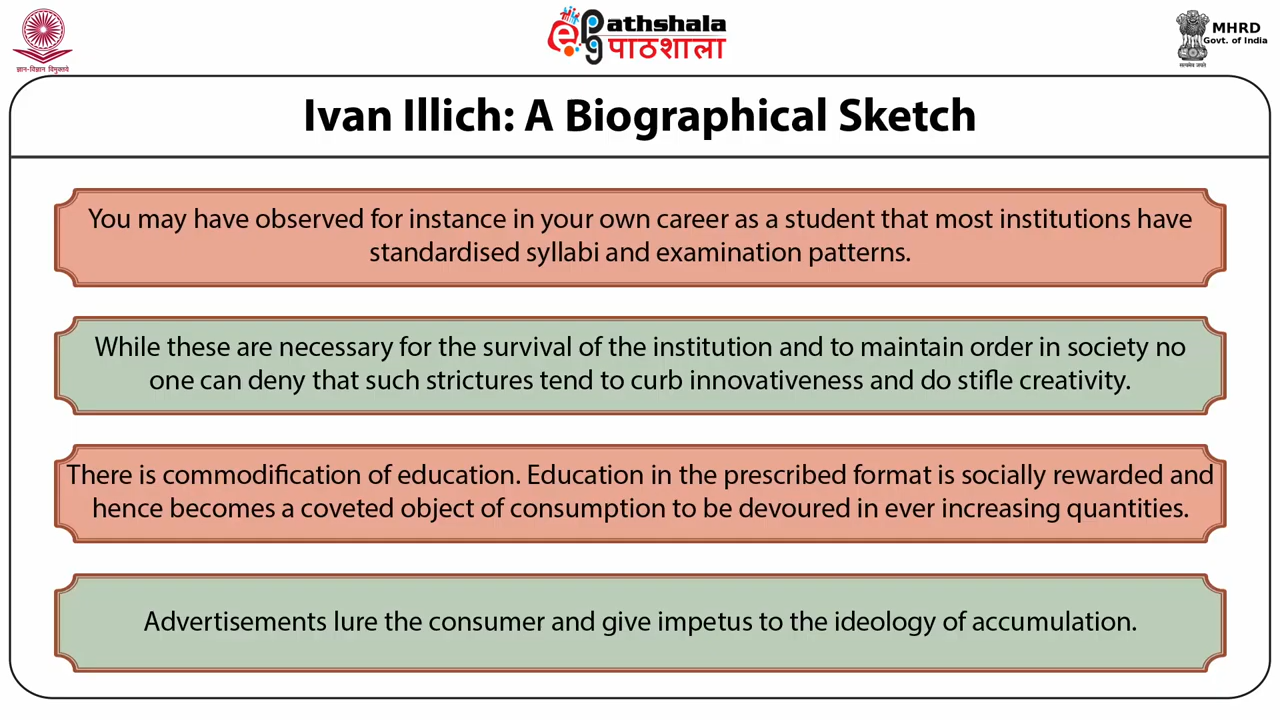 ePG Pathshala
पाठशाला
MHRD
Govt. of India
ज्ञान-विज्ञान विमुक्तये
सत्यमेव जयते
Ivan Illich: A Biographical Sketch
You may have observed for instance in your own career as a student that most institutions have
standardised syllabi and examination patterns.
While these are necessary for the survival of the institution and to maintain order in society no
one can deny that such strictures tend to curb innovativeness and do stifle creativity.
There is commodification of education. Education in the prescribed format is socially rewarded and
hence becomes a coveted object of consumption to be devoured in ever increasing quantities.
Advertisements lure the consumer and give impetus to the ideology of accumulation.